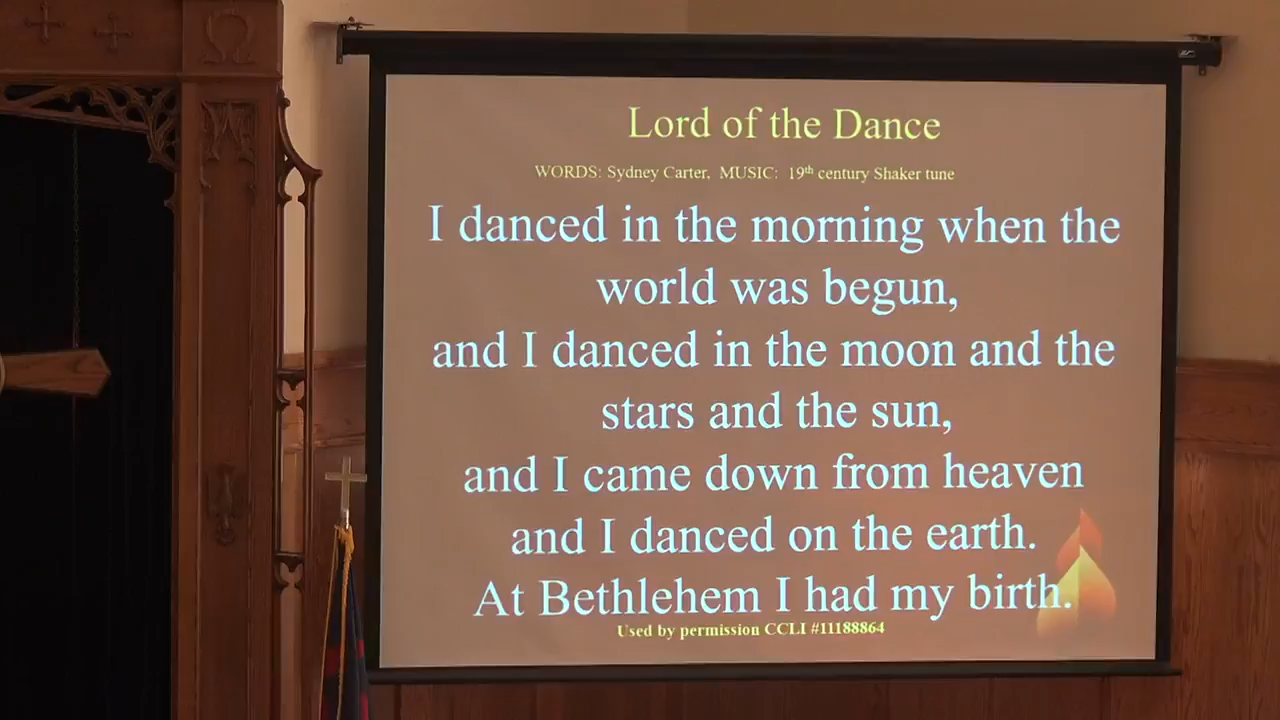 Lord of the Dance
WORDS: Sydney Carter, MUSIC: 19th century Shaker tune
I danced in the morning when the
world was begun,
and I danced in the moon and the
stars and the sun,
and I came down from heaven
and I danced on the earth.
At Bethlehem I had my birth.
Used by permission CCLI #11188864